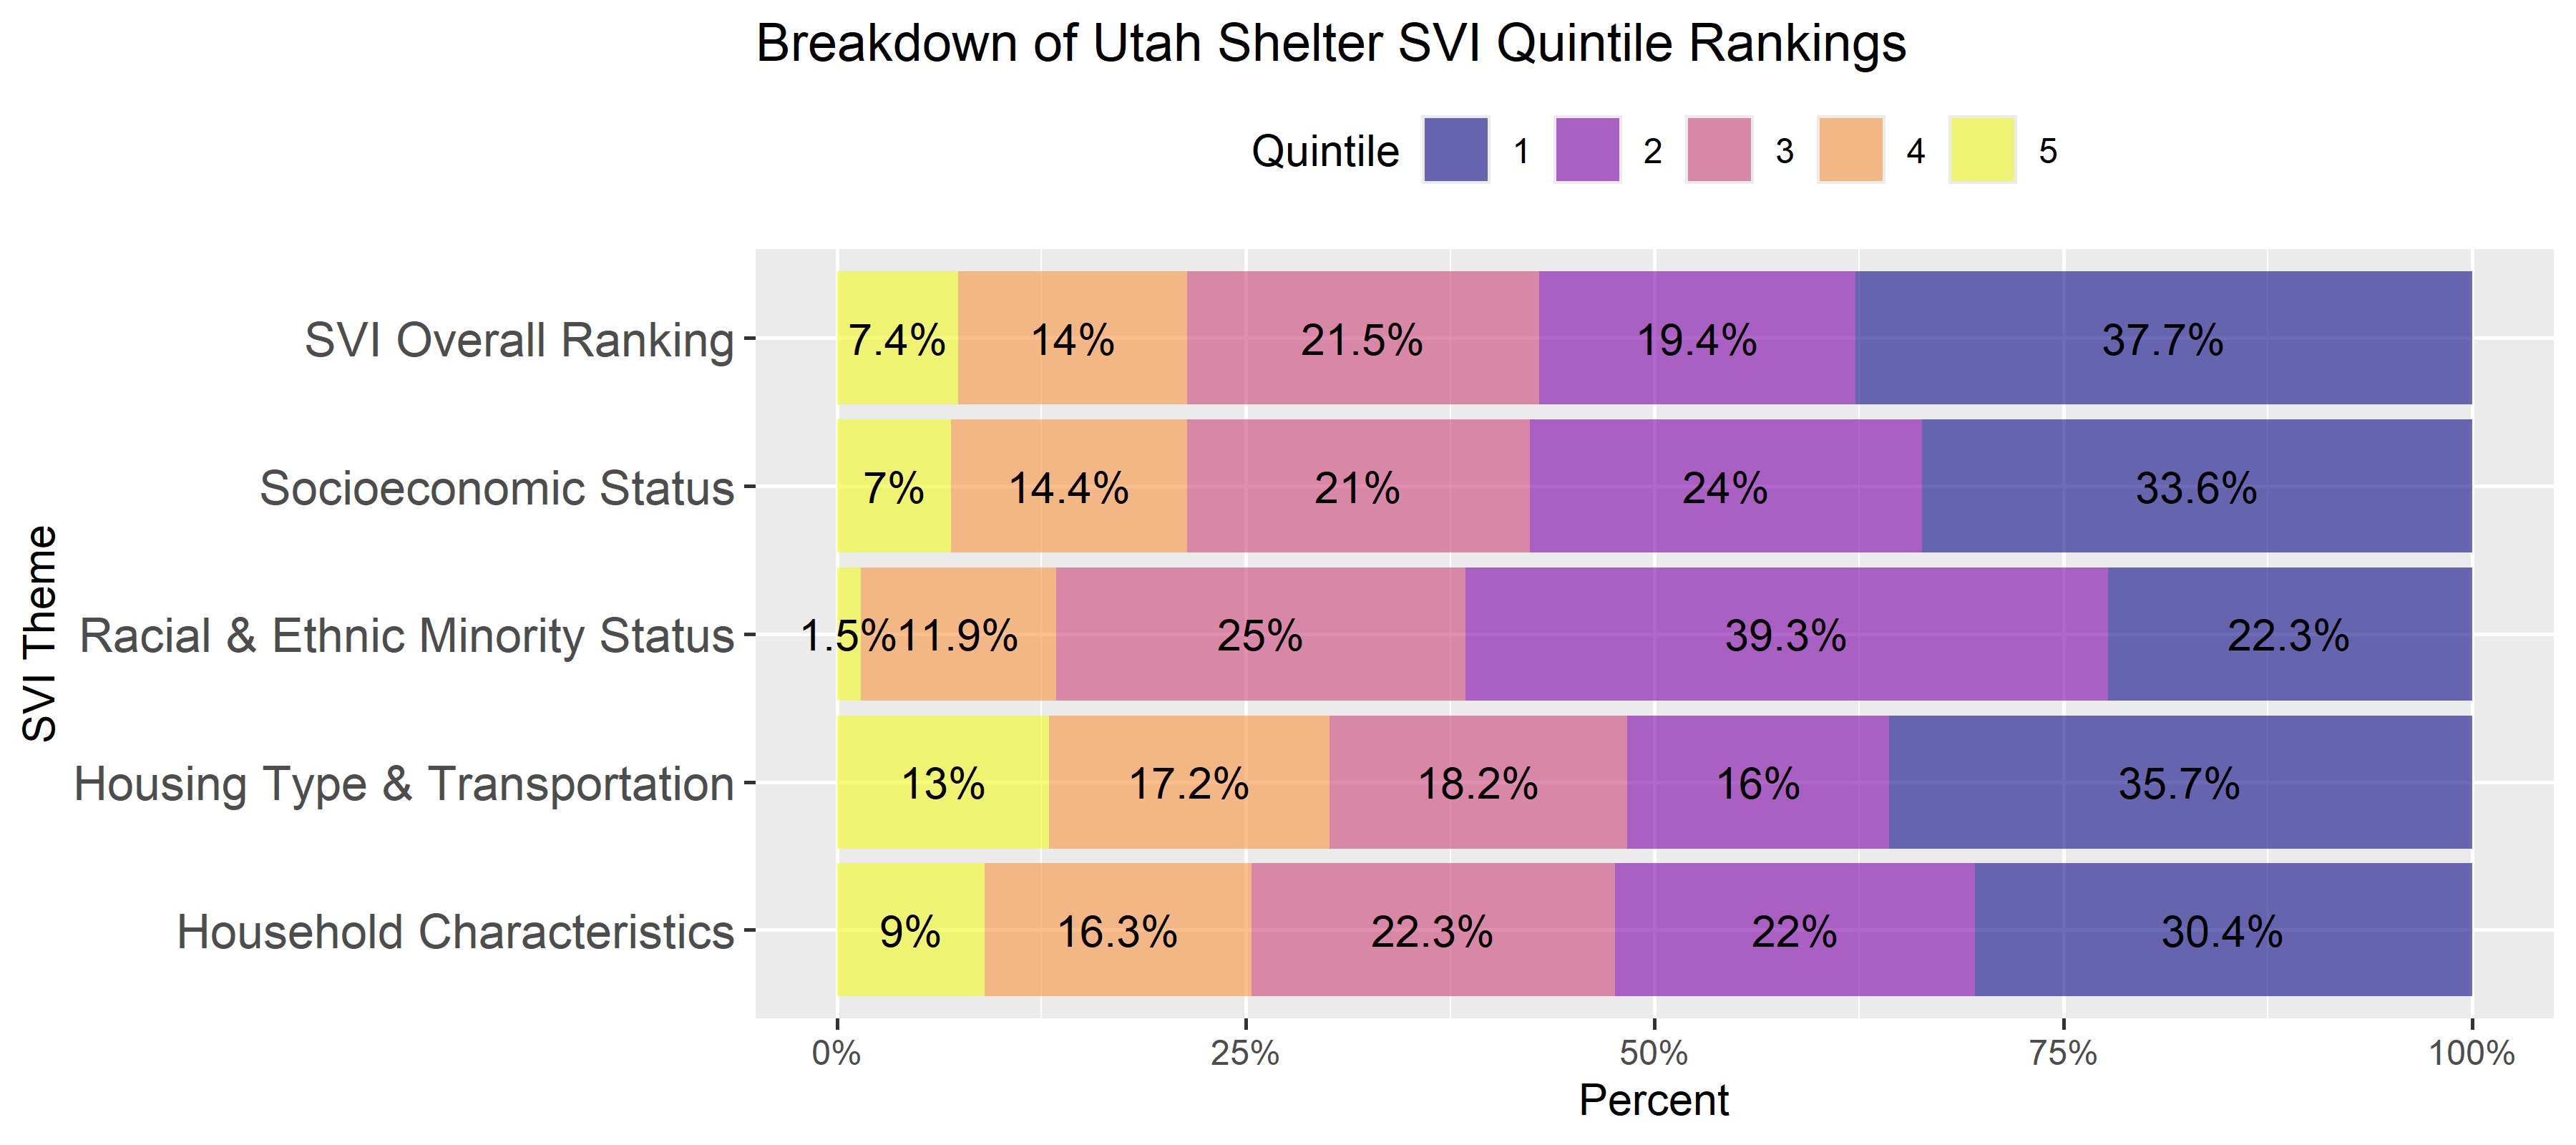 Breakdown of Utah Shelter SVI Quintile Rankings
Quintile 1 2 3 4 5
SVI Theme
SVI Overall Ranking 7.4% 14% 21.5% 19.4% 37.7%
Socioeconomic Status 7% 14.4% 21% 24% 33.6%
Racial & Ethnic Minority Status 1.5% 11.9% 25% 39.3% 22.3%
Housing Type & Transportation 13% 17.2% 18.2% 16% 35.7%
Household Characteristics 9% 16.3% 22.3% 22% 30.4%
0% 25% 50% 75% 100%
Percent